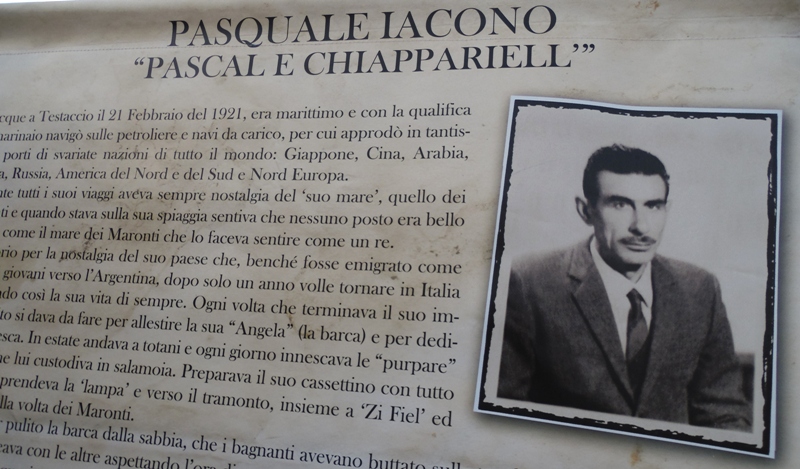 PASQUALE IACONO
“PASCAL E CHIAPPARIELL’”
cque a Testaccio il 21 Febbraio del 1921, era marittimo e con la qualifica
marinaio navigò sulle petroliere e navi da carico, per cui approdò in tantis-
porti di svariate nazioni di tutto il mondo: Giappone, Cina, Arabia,
a, Russia, America del Nord e del Sud e Nord Europa.
nte tutti i suoi viaggi aveva sempre nostalgia del ‘suo mare’, quello dei
ti e quando stava sulla sua spiaggia sentiva che nessuno posto era bello
come il mare dei Maronti che lo faceva sentire come un re.
rio per la nostalgia del suo paese che, benché fosse emigrato come
giovani verso l’Argentina, dopo solo un anno volle tornare in Italia
ndo così la sua vita di sempre. Ogni volta che terminava il suo im-
to si dava da fare per allestire la sua “Angela” (la barca) e per dedi-
esca. In estate andava a totani e ogni giorno innescava le “purpare”
he lui custodiva in salamoia. Preparava il suo cassettino con tutto
prendeva la ‘lampa’ e verso il tramonto, insieme a ‘Zi Fiel’ ed
lla volta dei Maronti.
r pulito la barca dalla sabbia, che i bagnanti avevano buttato sull
con le altre aspettando l’ora di